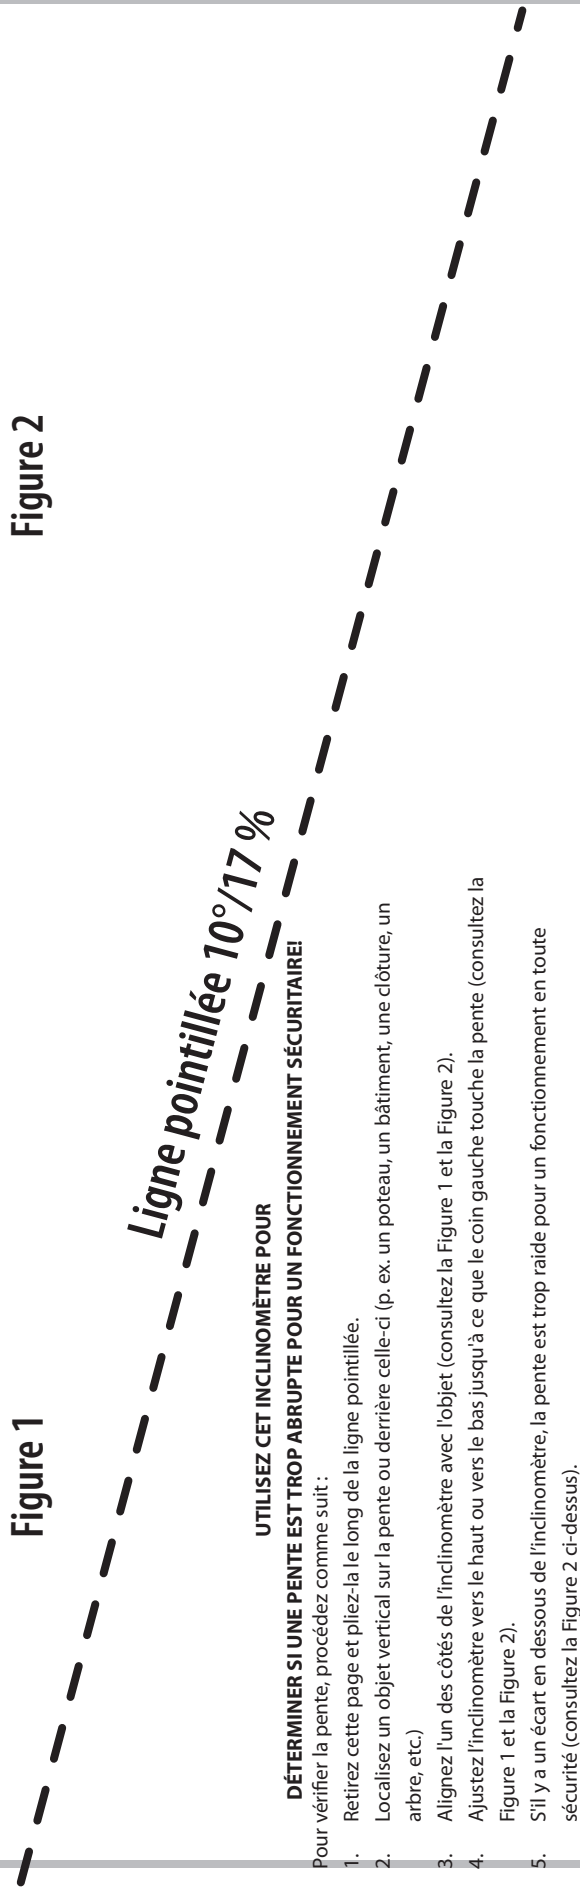 Figure 1
Figure 2
Ligne pointillée 10°/17 %
UTILISEZ CET INCLINOMÈTRE POUR
DÉTERMINER SI UNE PENTE EST TROP ABRUPTE POUR UN FONCTIONNEMENT SÉCURITAIRE!
Pour vérifier la pente, procédez comme suit :
1. Retirez cette page et pliez-la le long de la ligne pointillée.
2. Localisez un objet vertical sur la pente ou derrière celle-ci (p. ex. un poteau, un bâtiment, une clôture, un
arbre, etc.)
3. Alignez l'un des côtés de l'inclinomètre avec l'objet (consultez la Figure 1 et la Figure 2).
4. Ajustez l'inclinomètre vers le haut ou vers le bas jusqu'à ce que le coin gauche touche la pente (consultez la
Figure 1 et la Figure 2).
5. S'il y a un écart en dessous de l'inclinomètre, la pente est trop raide pour un fonctionnement en toute
sécurité (consultez la Figure 2 ci-dessus).